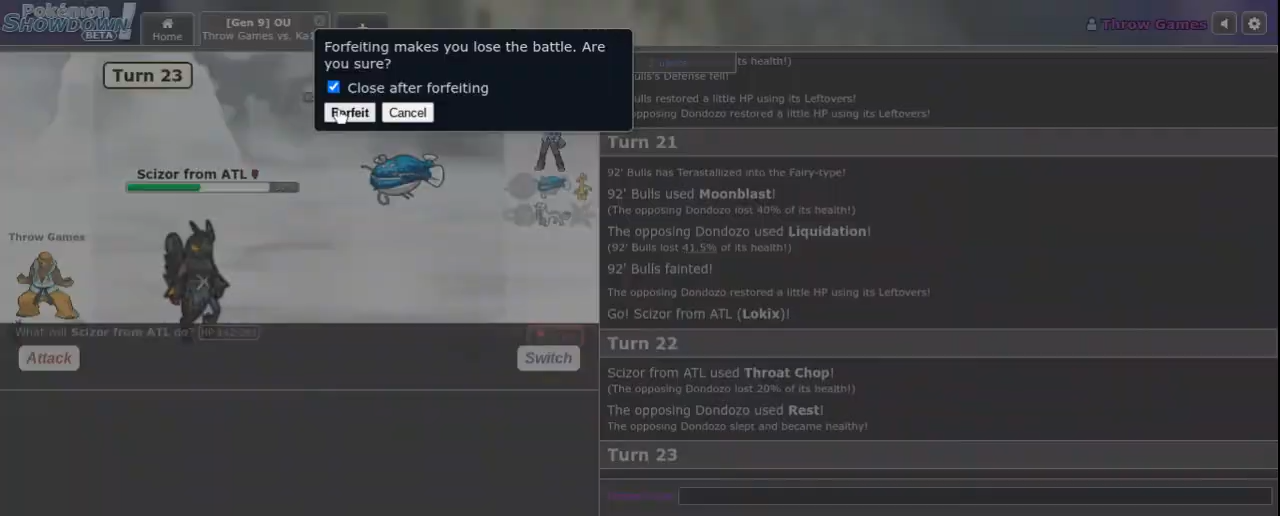 Pokémon
SHOWDOWN!
BETA
Home
[Gen 9] OU
Throw Games vs.
Throw Games
Forfeiting makes you lose the battle. Are
you sure?
Close after forfeiting
Forfeit
Cancel
Turn 23
Scizor from ATL
Throw Games
What will Scizor from ATL do?
Attack
Switch
its health!)
Bulls's Defense fell!
Bulls restored a little HP using its Leftovers!
opposing Dondozo restored a little HP using its Leftovers!
Turn 21
92' Bulls has Terastallized into the Fairy-type!
92' Bulls used Moonblast!
(The opposing Dondozo lost 40% of its health!)
The opposing Dondozo used Liquidation!
(92' Bulls lost 41.5% of its health!)
92' Bulls fainted!
The opposing Dondozo restored a little HP using its Leftovers!
Go! Scizor from ATL (Lokix)!
Turn 22
Scizor from ATL used Throat Chop!
(The opposing Dondozo lost 20% of its health!)
The opposing Dondozo used Rest!
The opposing Dondozo slept and became healthy!
Turn 23